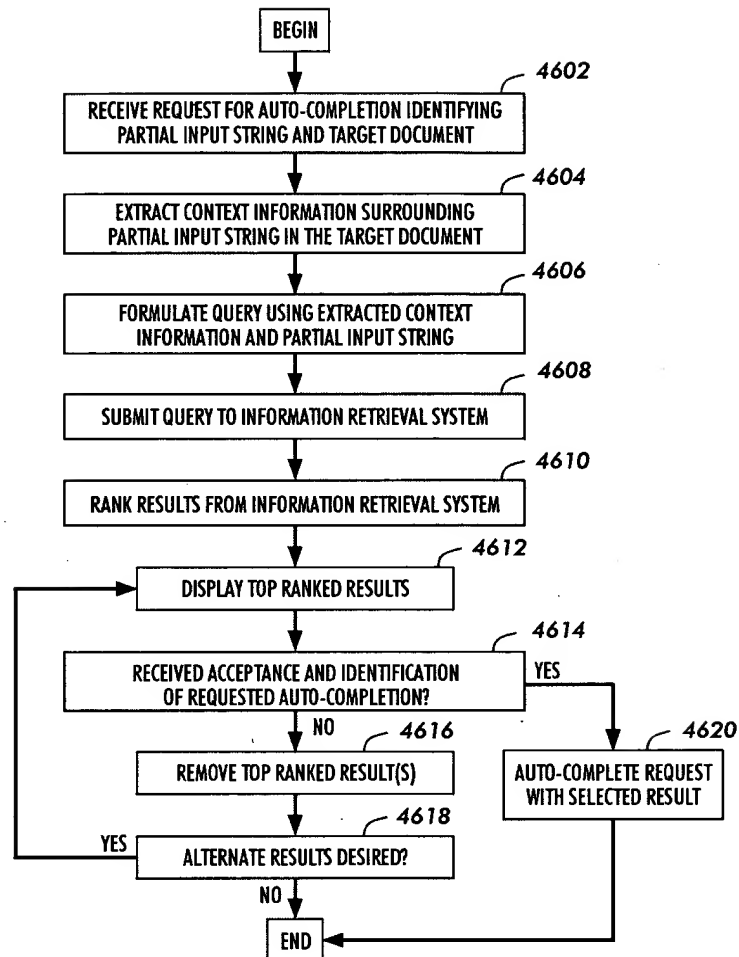 BEGIN
4602
RECEIVE REQUEST FOR AUTO-COMPLETION IDENTIFYING
PARTIAL INPUT STRING AND TARGET DOCUMENT
4604
EXTRACT CONTEXT INFORMATION SURROUNDING
PARTIAL INPUT STRING IN THE TARGET DOCUMENT
4606
FORMULATE QUERY USING EXTRACTED CONTEXT
INFORMATION AND PARTIAL INPUT STRING
4608
SUBMIT QUERY TO INFORMATION RETRIEVAL SYSTEM
4610
RANK RESULTS FROM INFORMATION RETRIEVAL SYSTEM
4612
DISPLAY TOP RANKED RESULTS
4614
RECEIVED ACCEPTANCE AND IDENTIFICATION
OF REQUESTED AUTO-COMPLETION?
YES
NO
4616
REMOVE TOP RANKED RESULT(S)
4620
AUTO-COMPLETE REQUEST
WITH SELECTED RESULT
4618
ALTERNATE RESULTS DESIRED?
YES
NO
END